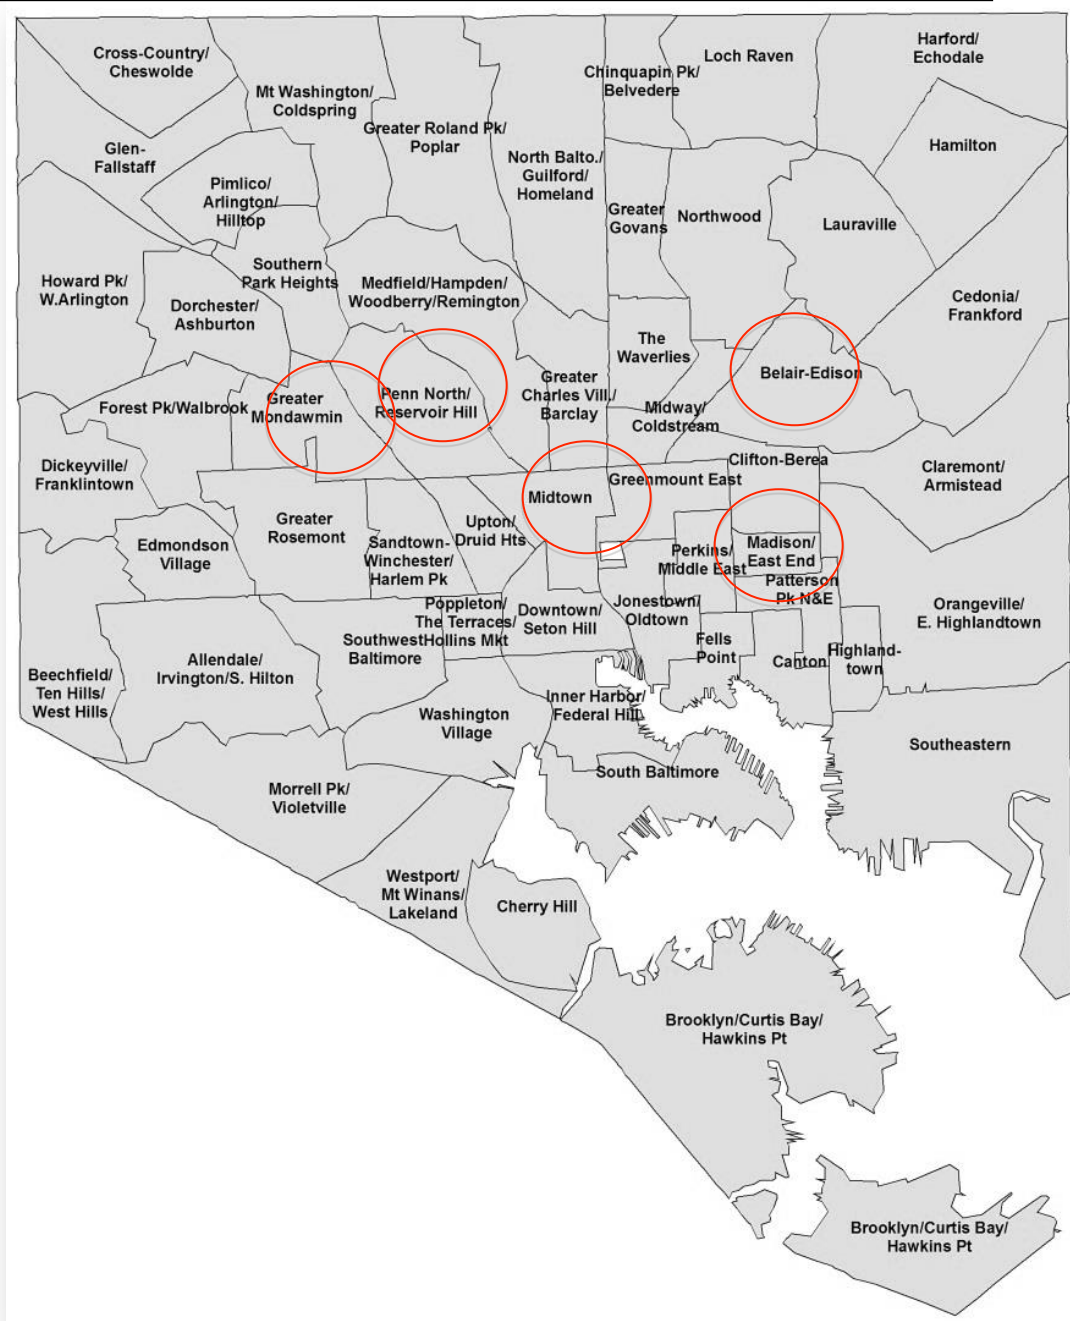 Cross-Country/
Cheswolde
Mt Washington/
Coldspring
Greater Roland Pk/
Poplar
Chinquapin Pk/
Belvedere
Loch Raven
Harford/
Echodale
Glen-
Fallstaff
Pimlico/
Arlington/
Hilltop
North Balto./
Guilford/
Homeland
Greater
Govans
Northwood
Lauraville
Hamilton
Howard Pk/
W.Arlington
Dorchester/
Ashburton
Southern
Park Heights
Medfield/Hampden/
Woodberry/Remington
The
Waverlies
Cedonia/
Frankford
Forest Pk/Walbrook
Greater
Mondawmin
Penn North/
Reservoir Hill
Greater
Charles Vill./
Barclay
Midway/
Coldstream
Belair-Edison
Dickeyville/
Franklintown
Midtown
Greenmount East
Clifton-Berea
Claremont/
Armistead
Edmondson
Village
Greater
Rosemont
Sandtown-
Winchester/
Harlem Pk
Upton/
Druid Hts
Perkins/
Middle East
Madison/
East End
Patterson
Pk N&E
Poppleton/
The Terraces/
Hollins Mkt
Downtown/
Seton Hill
Jonestown/
Oldtown
Orangeville/
E. Highlandtown
Beechfield/
Ten Hills/
West Hills
Allendale/
Irvington/S. Hilton
Southwest
Baltimore
Fells
Point
Canton
Highland-
town
Washington
Village
Inner Harbor/
Federal Hill
Southeastern
Morrell Pk/
Violetville
South Baltimore
Westport/
Mt Winans/
Lakeland
Cherry Hill
Brooklyn/Curtis Bay/
Hawkins Pt
Brooklyn/Curtis Bay/
Hawkins Pt